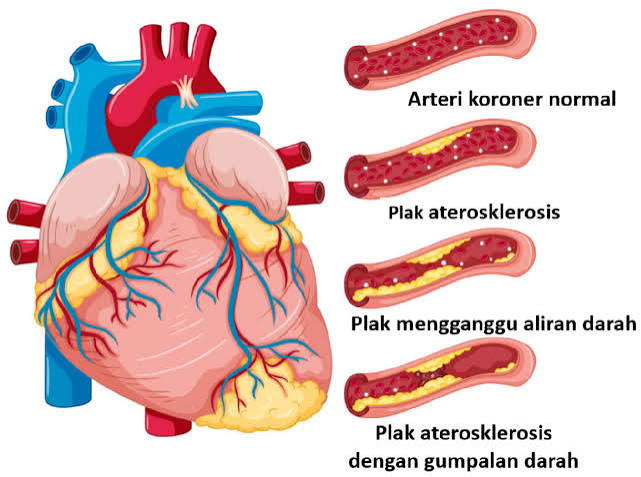 Arteri koroner normal
Plak aterosklerosis
Plak mengganggu aliran darah
Plak aterosklerosis
dengan gumpalan darah